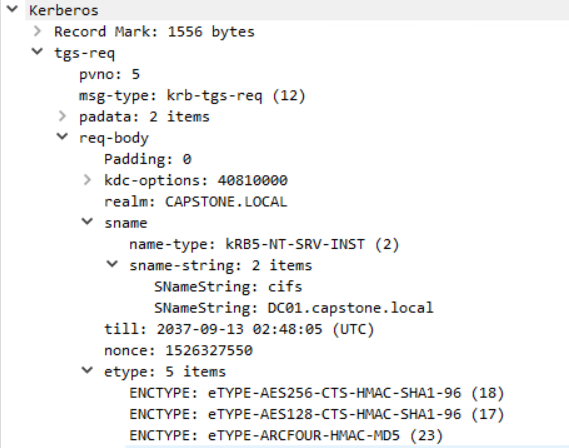 Kerberos
Record Mark: 1556 bytes
tgs-req
pvno: 5
msg-type: krb-tgs-req (12)
padata: 2 items
req-body
Padding: 0
kdc-options: 40810000
realm: CAPSTONE.LOCAL
sname
name-type: kRB5-NT-SRV-INST (2)
sname-string: 2 items
SNameString: cifs
SNameString: DC01.capstone.local
till: 2037-09-13 02:48:05 (UTC)
nonce: 1526327550
etype: 5 items
ENCTYPE: eTYPE-AES256-CTS-HMAC-SHA1-96 (18)
ENCTYPE: eTYPE-AES128-CTS-HMAC-SHA1-96 (17)
ENCTYPE: eTYPE-ARCFOUR-HMAC-MD5 (23)